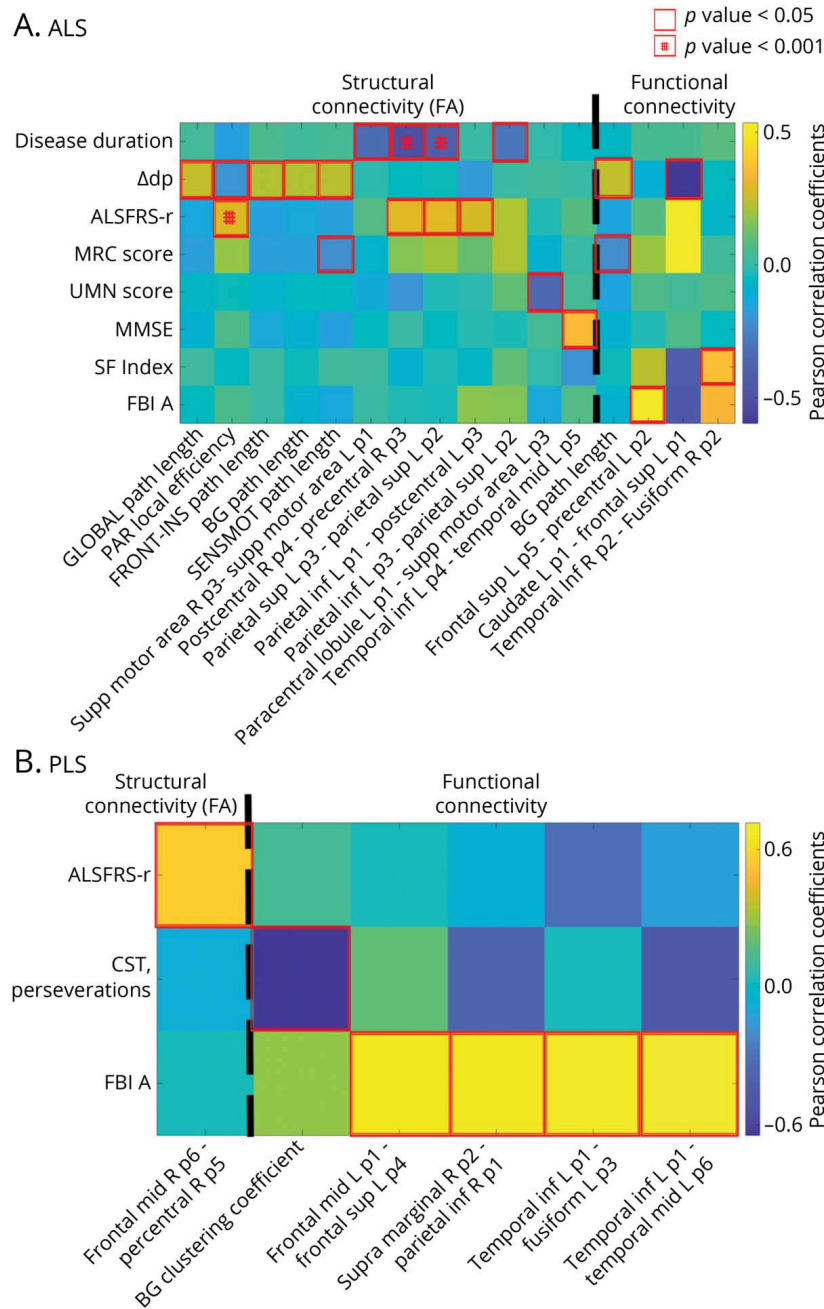 A. ALS
p value < 0.05
# p value < 0.001
Structural
connectivity (FA)
Functional
connectivity
Disease duration
Δdp
ALSFRS-r
MRC score
UMN score
MMSE
SF Index
FBI A
# #
#
0.5
0.0
−0.5
Pearson correlation coefficients
GLOBAL path length
PAR local efficiency
FRONT-INS path length
BG path length
SENSMOT path length
Supp motor area R p3- supp motor area L p1
Postcentral R p4 - precentral R p3
Parietal sup L p3 - parietal sup L p2
Parietal inf L p1 - postcentral L p3
Parietal inf L p3 - parietal sup L p2
Paracentral lobule L p1 - supp motor area L p3
Temporal inf L p4 - temporal mid L p5
BG path length
Frontal sup L p5 - precentral L p2
Caudate L p1 - frontal sup L p1
Temporal Inf R p2 - Fusiform R p2
B. PLS
Structural
connectivity (FA)
Functional
connectivity
ALSFRS-r
CST,
perseverations
FBI A
0.6
0.0
−0.6
Pearson correlation coefficients
Frontal mid R p6 -
percentral R p5
BG clustering coefficient
Frontal mid L p1 -
frontal sup L p4
Supra marginal R p2 -
parietal inf R p1
Temporal inf L p1 -
fusiform L p3
Temporal inf L p1 -
temporal mid L p6